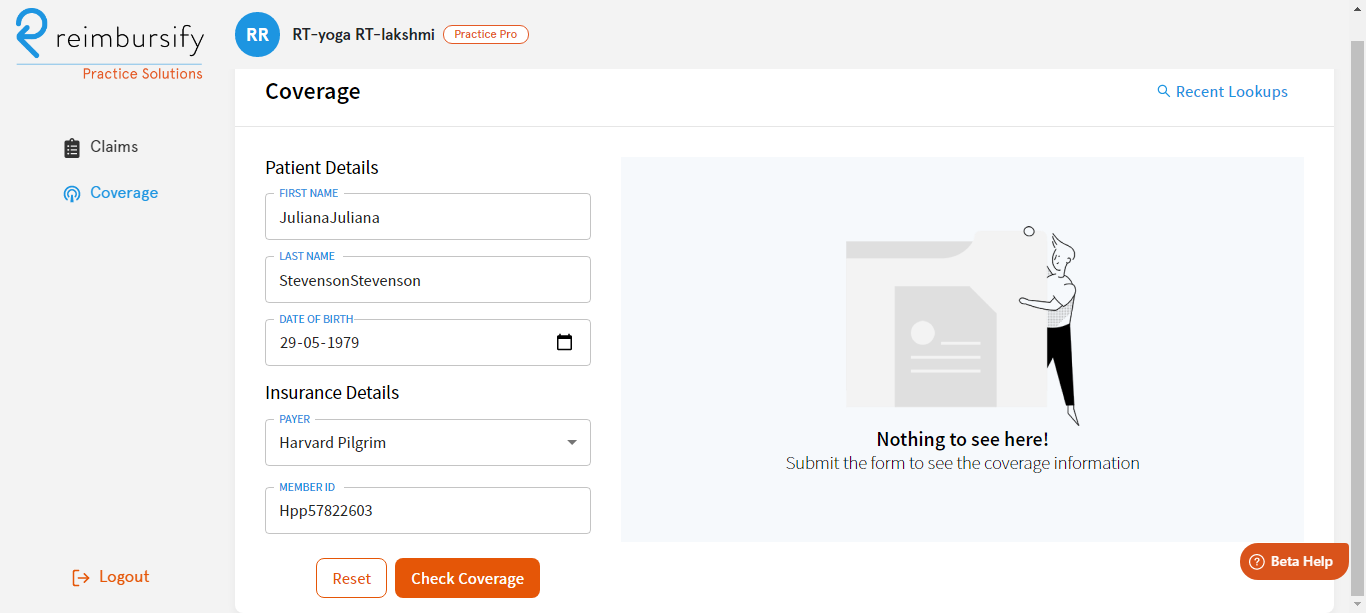 reimbursify
Practice Solutions
RR
RT-yoga RT-lakshmi
Practice Pro
Claims
Coverage
Logout
Coverage
Recent Lookups
Patient Details
FIRST NAME
JulianaJuliana
LAST NAME
StevensonStevenson
DATE OF BIRTH
29-05-1979
Insurance Details
PAYER
Harvard Pilgrim
MEMBER ID
Hpp57822603
Reset
Check Coverage
Nothing to see here!
Submit the form to see the coverage information
? Beta Help